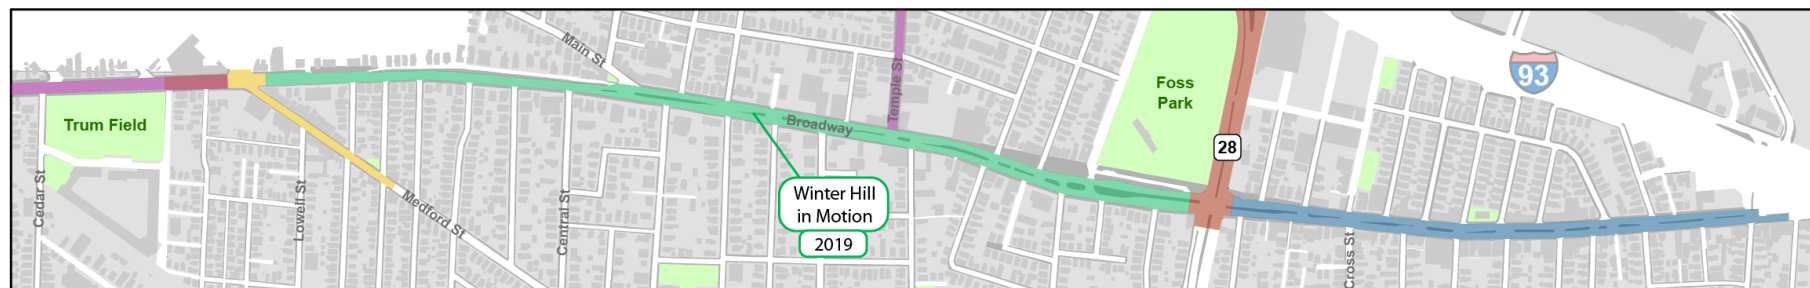 Main St
Foss
Park
93
Trum Field
Temple St
Broadway
28
Winter Hill
in Motion
2019
Cedar St
Lowell St
Medford St
Central St
Cross St